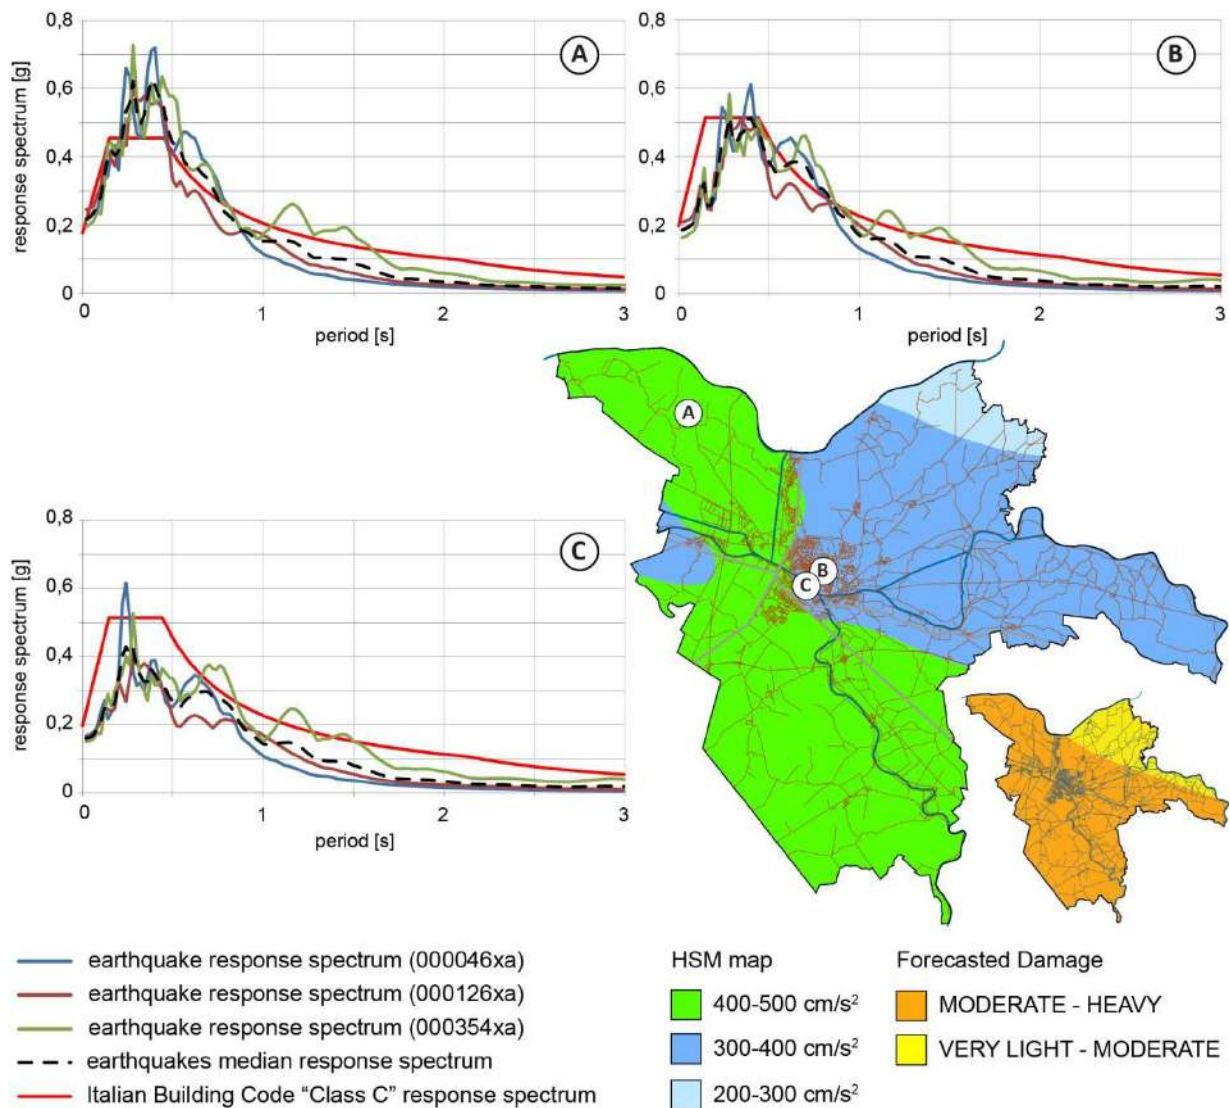 0,8
0,6
0,4
0,2
0
response spectrum [g]
0 1 2 3
period [s]
A
0,8
0,6
0,4
0,2
0
0 1 2 3
period [s]
B
0,8
0,6
0,4
0,2
0
response spectrum [g]
0 1 2 3
period [s]
C
A
B
C
earthquake response spectrum (000046xa)
earthquake response spectrum (000126xa)
earthquake response spectrum (000354xa)
earthquakes median response spectrum
Italian Building Code “Class C” response spectrum
HSM map
400-500 cm/s²
300-400 cm/s²
200-300 cm/s²
Forecasted Damage
MODERATE - HEAVY
VERY LIGHT - MODERATE